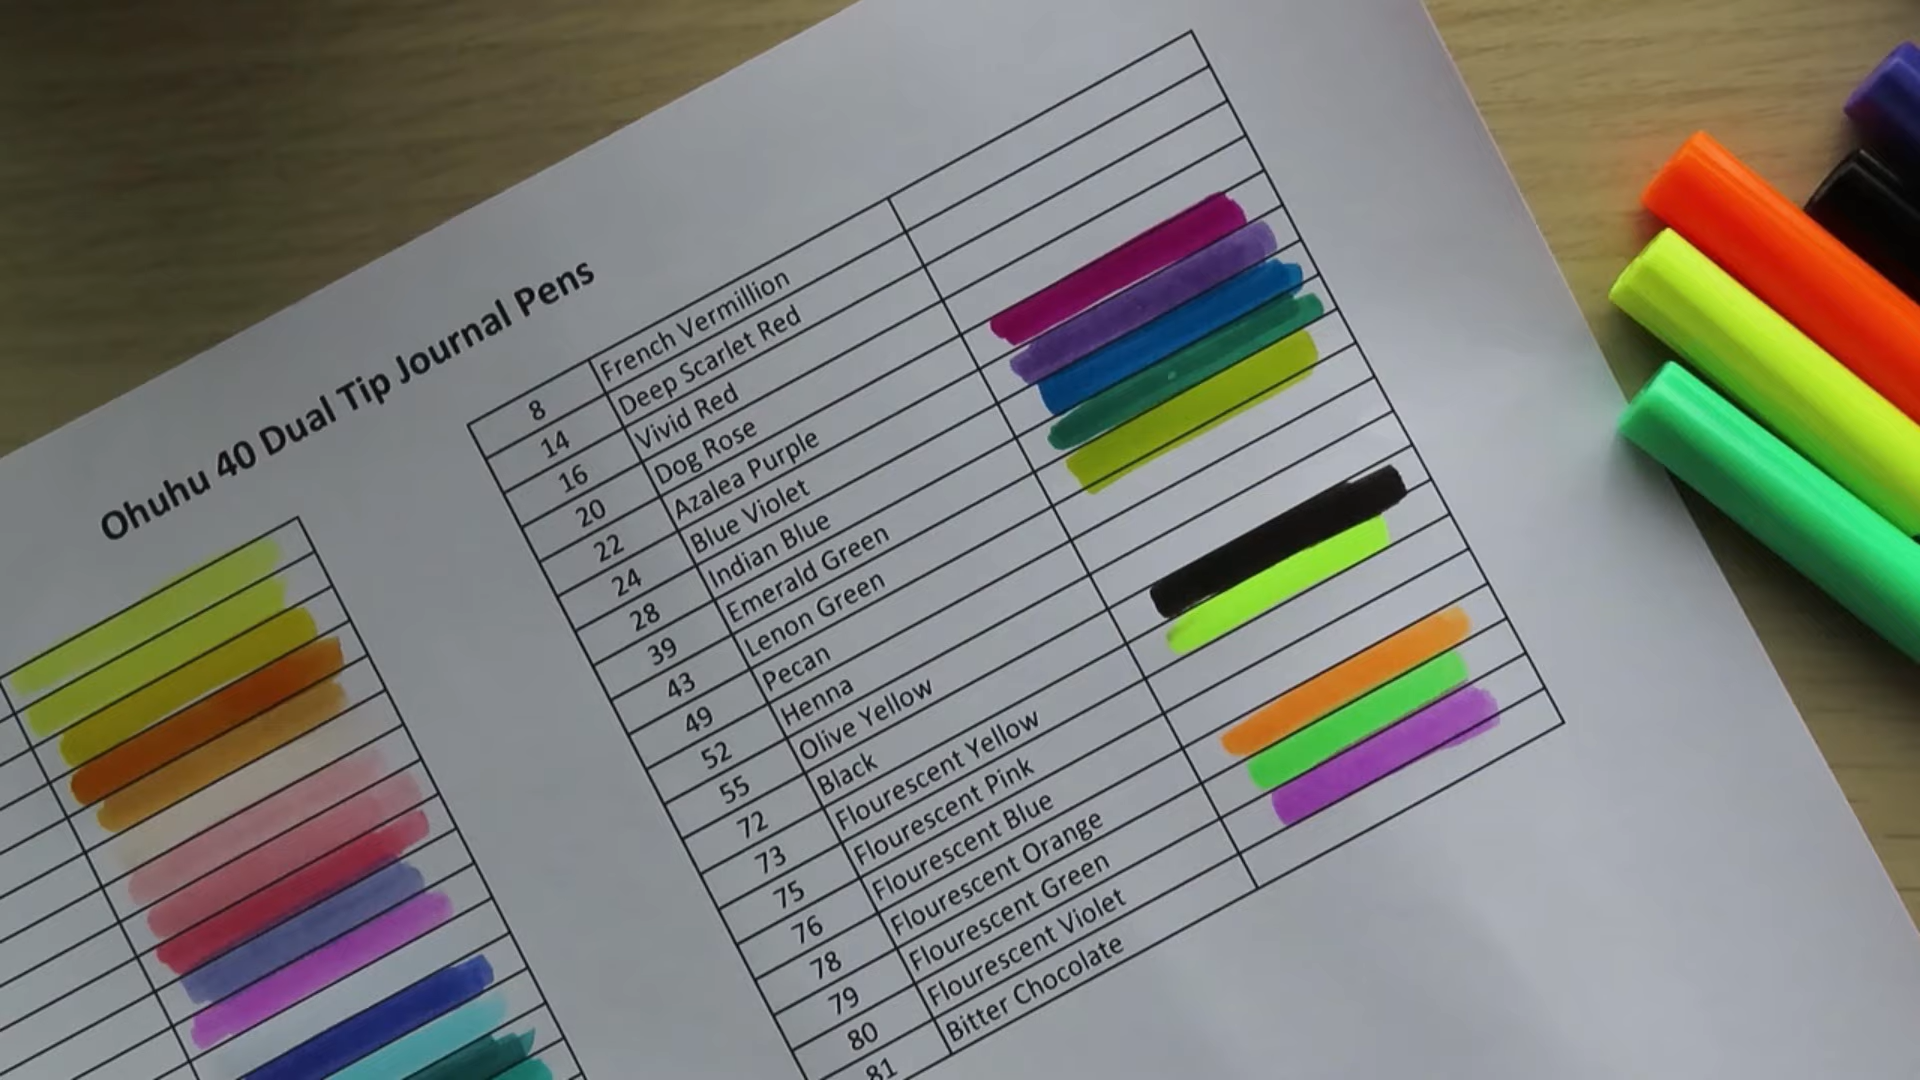 Ohuhu 40 Dual Tip Journal Pens
8 French Vermillion
14 Deep Scarlet Red
16 Vivid Red
20 Dog Rose
22 Azalea Purple
24 Blue Violet
28 Indian Blue
39 Emerald Green
43 Lenon Green
49 Pecan
52 Henna
55 Olive Yellow
72 Black
73 Flourescent Yellow
75 Flourescent Pink
76 Flourescent Blue
78 Flourescent Orange
79 Flourescent Green
80 Flourescent Violet
81 Bitter Chocolate